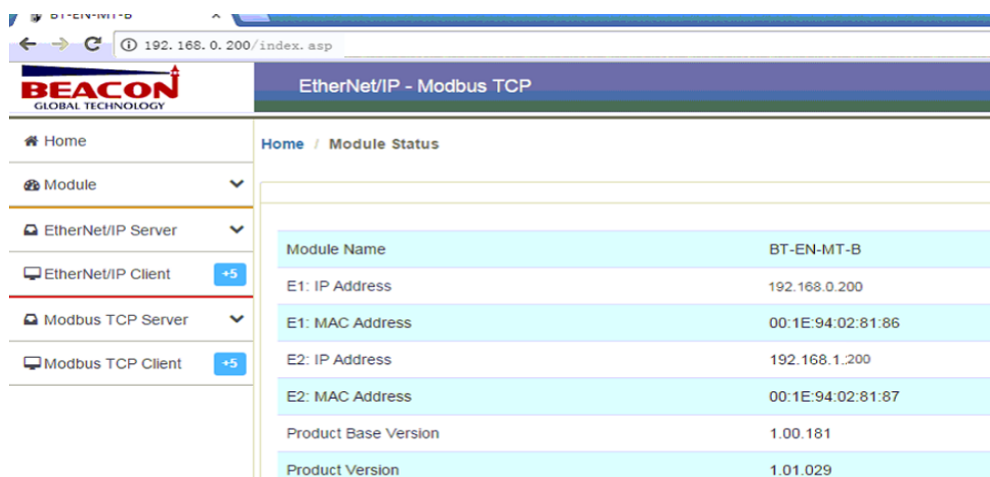 BT-EN-MT-B ×
192.168.0.200/index.asp
BEACON
GLOBAL TECHNOLOGY
EtherNet/IP - Modbus TCP
Home
Home / Module Status
Module
EtherNet/IP Server
EtherNet/IP Client +5
Modbus TCP Server
Modbus TCP Client +5
Module Name BT-EN-MT-B
E1: IP Address 192.168.0.200
E1: MAC Address 00:1E:94:02:81:86
E2: IP Address 192.168.1.:200
E2: MAC Address 00:1E:94:02:81:87
Product Base Version 1.00.181
Product Version 1.01.029